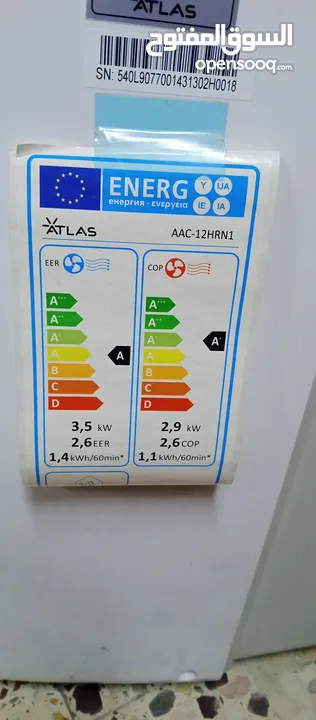 ATLAS
السوق المفتوح
opensooq.com
SN: 540L9077001431302H0018
ENERG Y IJA
енергия · ενεργεια IE IA
ATLAS AAC-12HRN1
EER COP
A+++ A+++
A++ A++
A+ A+ A+
A A A
B B
C C
D D
3,5 kW 2,9 kW
2,6 EER 2,6 COP
1,4 kWh/60min* 1,1 kWh/60min*